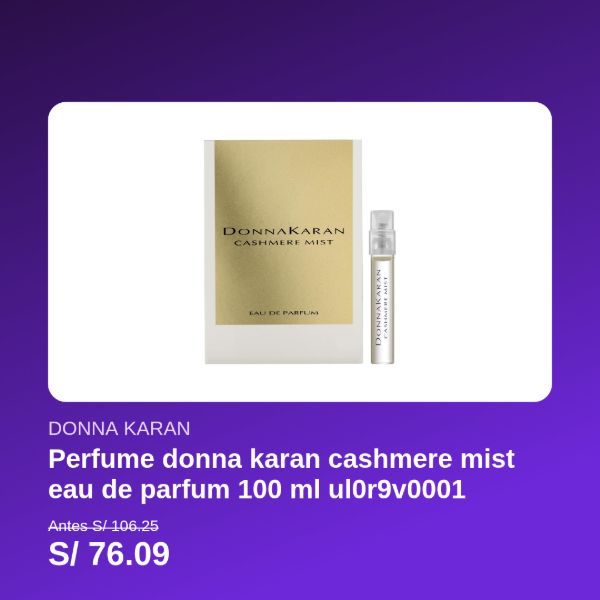 DONNAKARAN
CASHMERE MIST
EAU DE PARFUM
DONNAKARAN
CASHMERE MIST
DONNA KARAN
Perfume donna karan cashmere mist
eau de parfum 100 ml ul0r9v0001
Antes S/ 106.25
S/ 76.09